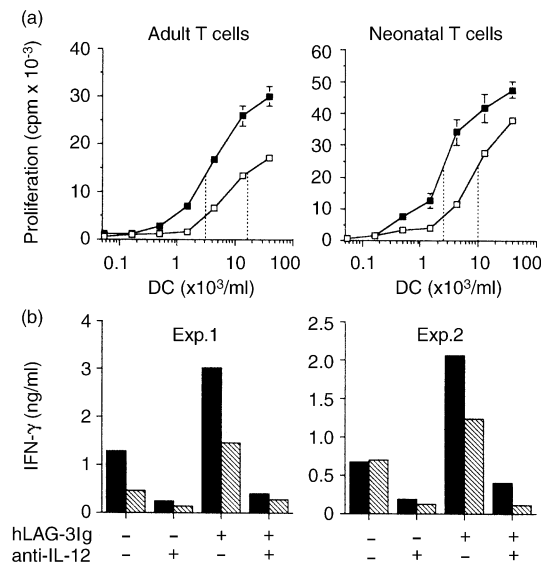 (a)
Adult T cells
Neonatal T cells
Proliferation (cpm x 10-3)
40
30
20
10
0
60
50
40
30
20
10
0
0.1 1 10 100
0.1 1 10 100
DC (x103/ml)
DC (x103/ml)
(b)
Exp.1
Exp.2
IFN-γ (ng/ml)
4
3
2
1
0
2.5
2.0
1.5
1.0
0.5
0
hLAG-3Ig – – + + – – + +
anti-IL-12 – + – + – + – +